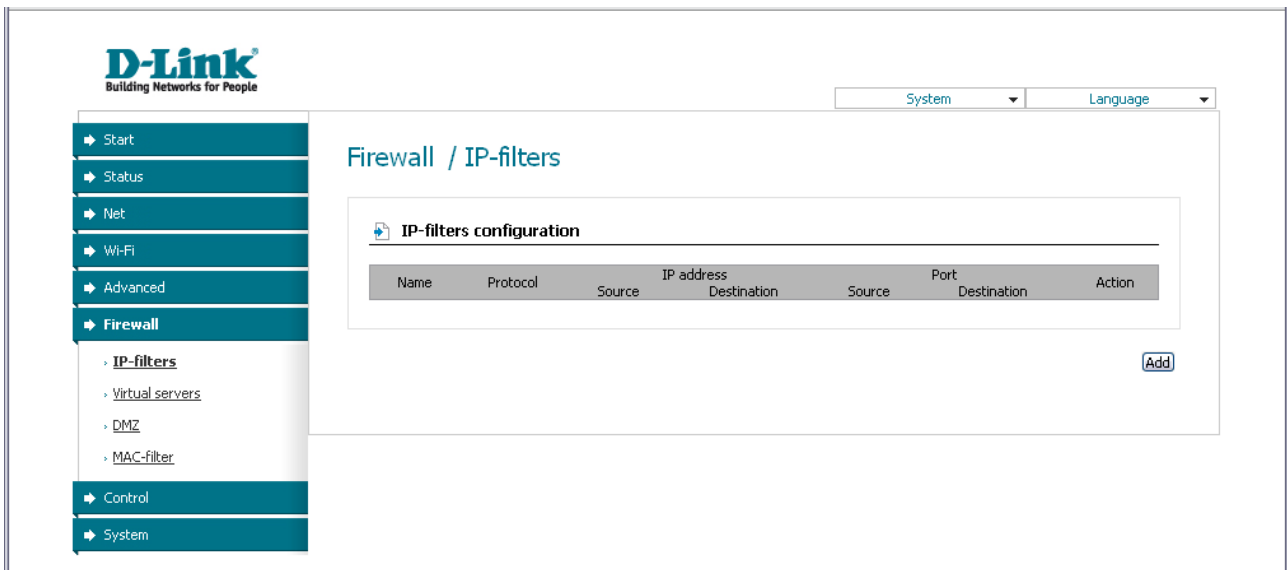 D-Link
Building Networks for People
System Language
Start
Status
Net
Wi-Fi
Advanced
Firewall
IP-filters
Virtual servers
DMZ
MAC-filter
Control
System
Firewall / IP-filters
IP-filters configuration
Name Protocol IP address Port Action
Source Destination Source Destination
Add